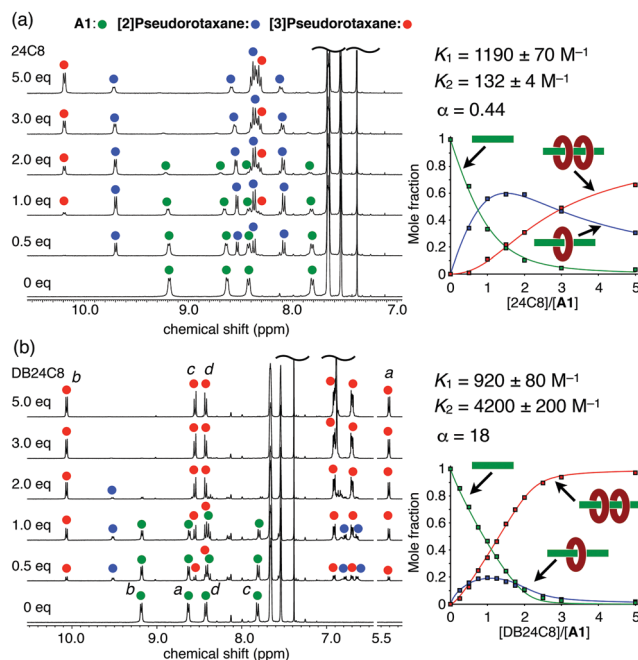 (a)
A1: [2]Pseudorotaxane: [3]Pseudorotaxane:
24C8
5.0 eq
3.0 eq
2.0 eq
1.0 eq
0.5 eq
0 eq
10.0 9.0 8.0 7.0
chemical shift (ppm)
K1 = 1190 ± 70 M−1
K2 = 132 ± 4 M−1
α = 0.44
Mole fraction
1.0
0.8
0.6
0.4
0.2
0
0 1 2 3 4 5
[24C8]/[A1]
(b)
DB24C8
b c d a
5.0 eq
3.0 eq
2.0 eq
1.0 eq
0.5 eq
b a d c
0 eq
10.0 9.0 8.0 7.0 5.5
chemical shift (ppm)
K1 = 920 ± 80 M−1
K2 = 4200 ± 200 M−1
α = 18
Mole fraction
1.0
0.8
0.6
0.4
0.2
0
0 1 2 3 4 5
[DB24C8]/[A1]